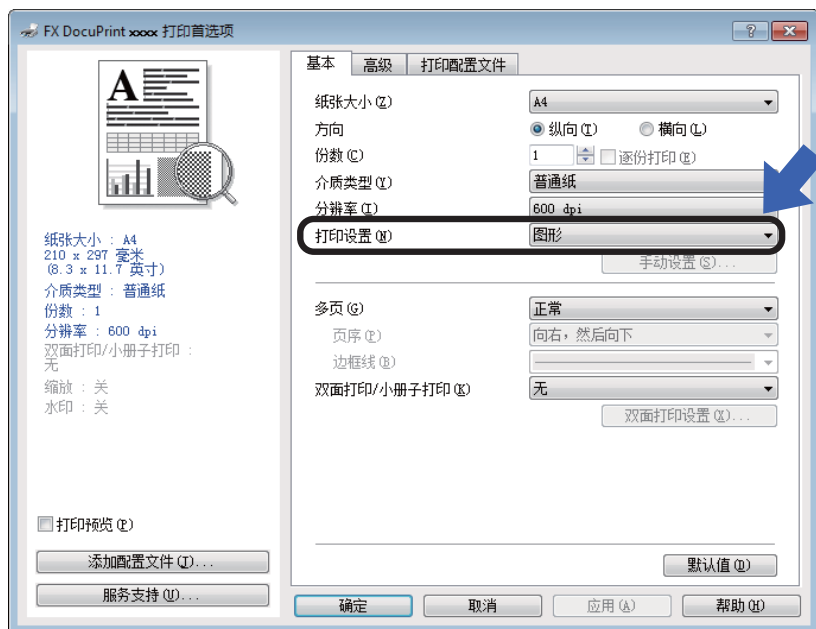 FX DocuPrint xxxx 打印首选项
基本 高级 打印配置文件
A
纸张大小(Z) A4
方向 纵向(T) 横向(L)
份数(C) 1 逐份打印(E)
介质类型(Y) 普通纸
分辨率(I) 600 dpi
打印设置(N) 图形
手动设置(S)...
多页(G) 正常
页序(P) 向右，然后向下
边框线(B)
双面打印/小册子打印(K) 无
双面打印设置(X)...
默认值(D)
纸张大小 : A4
210 x 297 毫米
(8.3 x 11.7 英寸)
介质类型 : 普通纸
份数 : 1
分辨率 : 600 dpi
双面打印/小册子打印 :
无
缩放 : 关
水印 : 关
打印预览(P)
添加配置文件(J)...
服务支持(U)...
确定 取消 应用(A) 帮助(H)